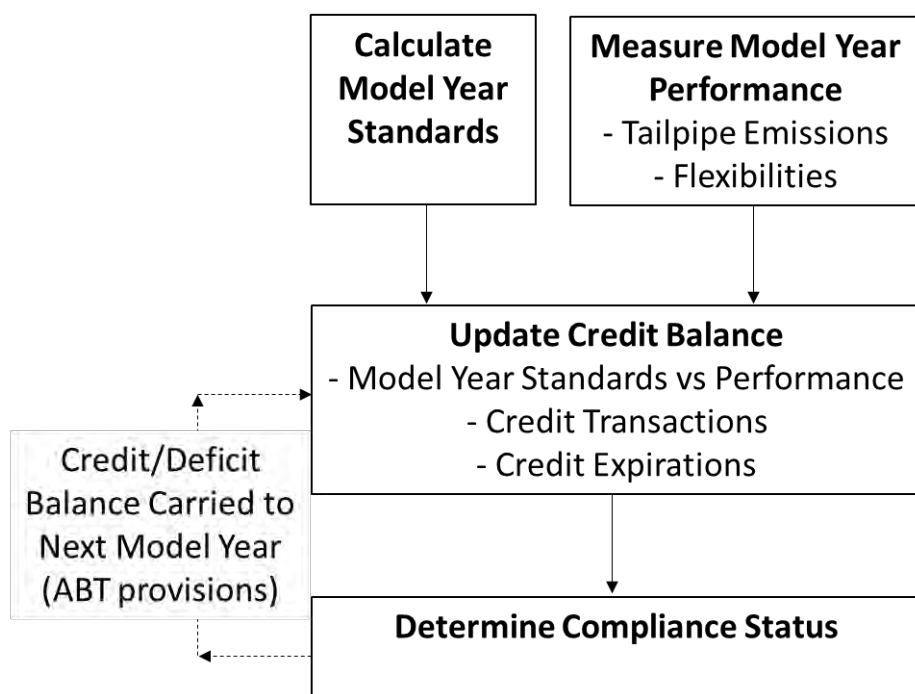 Calculate
Model Year
Standards
Measure Model Year
Performance
- Tailpipe Emissions
- Flexibilities
Update Credit Balance
- Model Year Standards vs Performance
- Credit Transactions
- Credit Expirations
Credit/Deficit
Balance Carried to
Next Model Year
(ABT provisions)
Determine Compliance Status